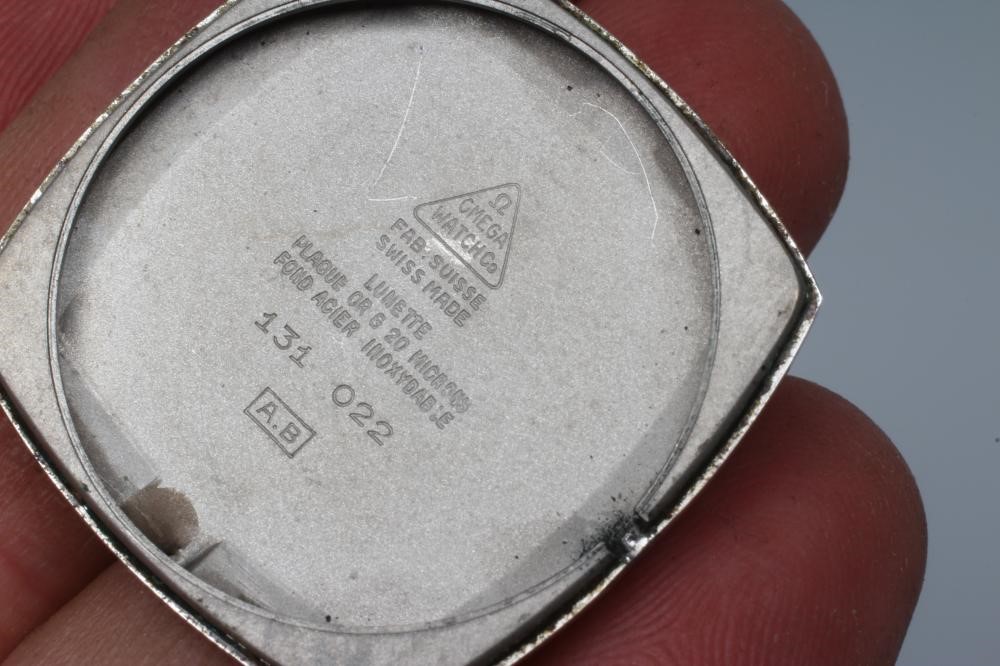 Ω
OMEGA
WATCH Co
FAB. SUISSE
SWISS MADE
LUNETTE
PLAQUE OR G 20 MICRONS
FOND ACIER INOXYDABLE
131 022
A.B